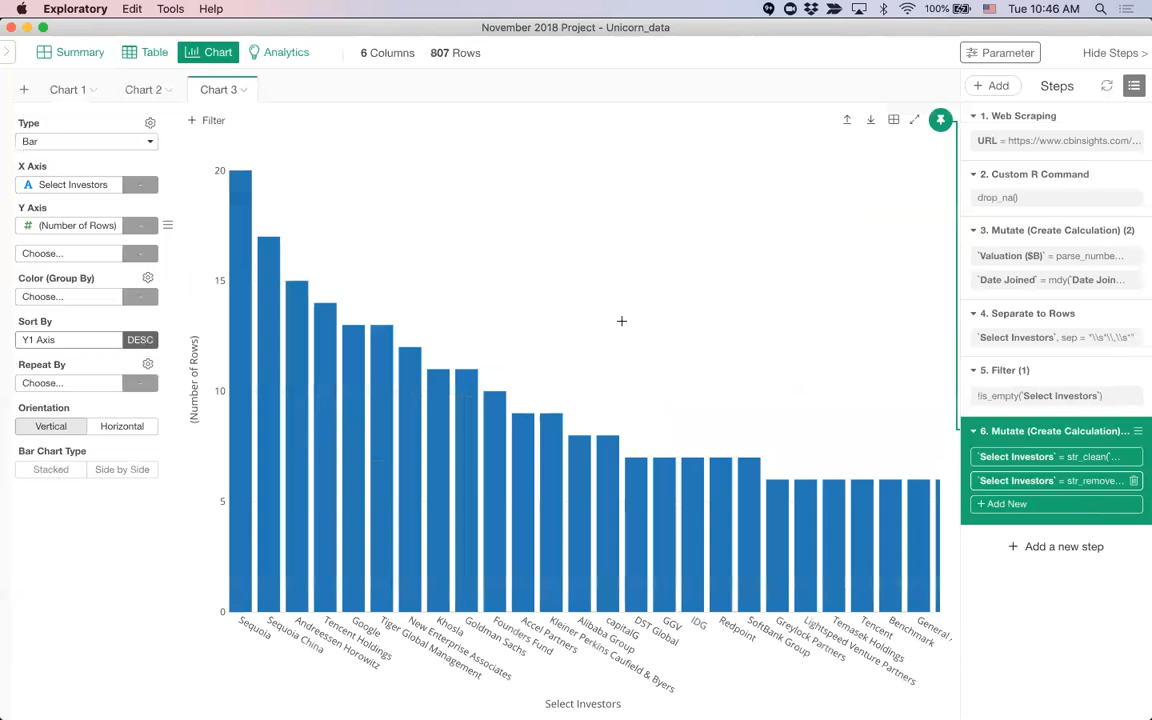 Exploratory Edit Tools Help 100% Tue 10:46 AM
November 2018 Project - Unicorn_data
Summary Table Chart Analytics 6 Columns 807 Rows Parameter Hide Steps >
+ Chart 1 Chart 2 Chart 3 + Add Steps
Type
Bar
X Axis
A Select Investors -
Y Axis
# (Number of Rows) -
Choose... -
Color (Group By)
Choose... -
Sort By
Y1 Axis DESC
Repeat By
Choose... -
Orientation
Vertical Horizontal
Bar Chart Type
Stacked Side by Side
+ Filter
(Number of Rows)
20
15
10
5
0
Sequoia
Sequoia China
Andreessen Horowitz
Tencent Holdings
Google
Tiger Global Management
New Enterprise Associates
Khosla
Goldman Sachs
Founders Fund
Accel Partners
Kleiner Perkins Caufield & Byers
Alibaba Group
capitalG
DST Global
GGV
IDG
Redpoint
SoftBank Group
Greylock Partners
Lightspeed Venture Partners
Temasek Holdings
Tencent
Benchmark
General
Select Investors
1. Web Scraping
URL = https://www.cbinsights.com/...
2. Custom R Command
drop_na()
3. Mutate (Create Calculation) (2)
`Valuation ($B)` = parse_numbe...
`Date Joined` = mdy(`Date Join...
4. Separate to Rows
`Select Investors`, sep = "\\s*\\,\\s*"
5. Filter (1)
!is_empty(`Select Investors`)
6. Mutate (Create Calculation)...
`Select Investors` = str_clean(`...
`Select Investors` = str_remove...
+ Add New
+ Add a new step